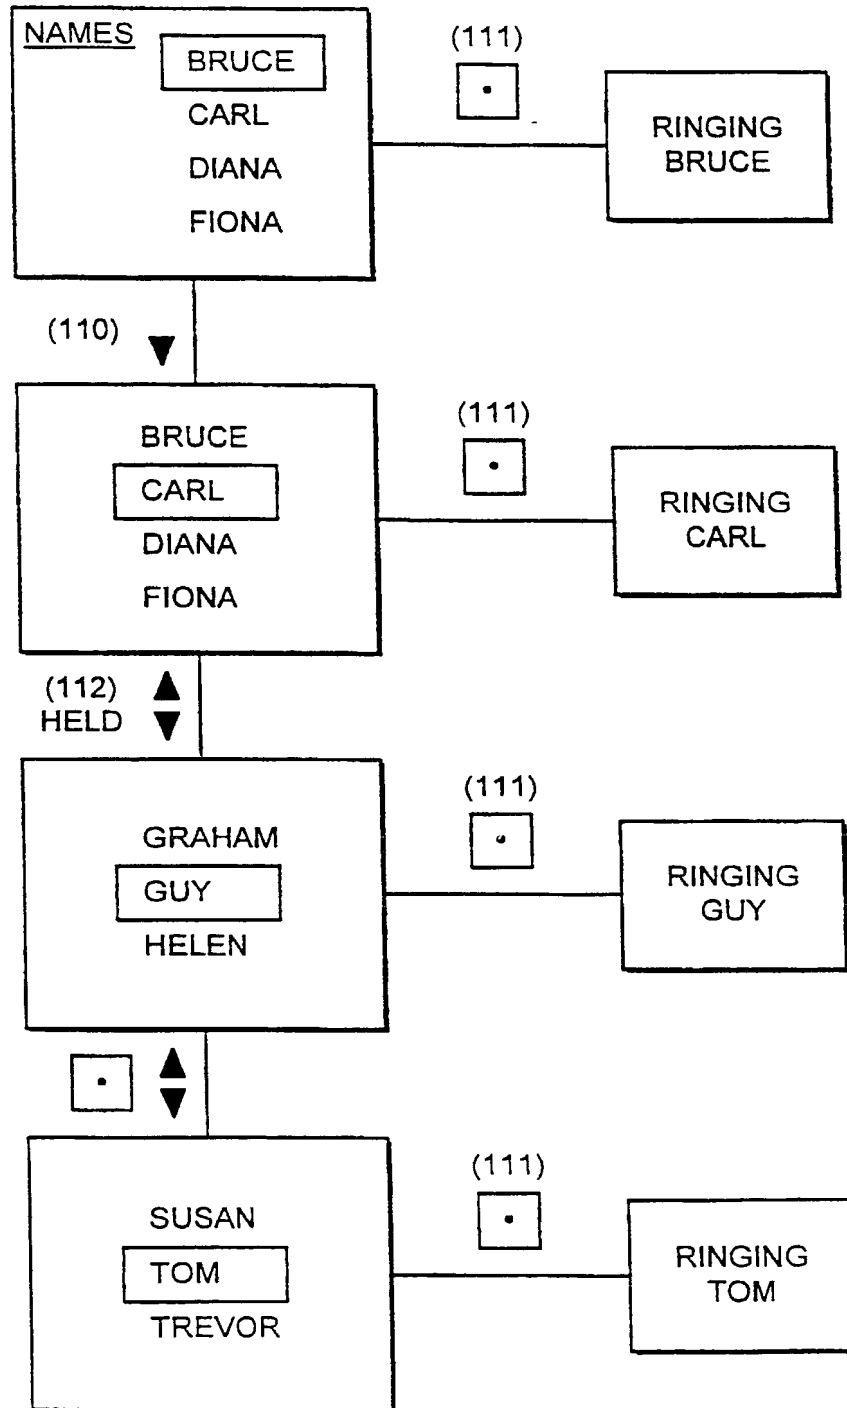 NAMES
BRUCE
CARL
DIANA
FIONA
(111)
RINGING
BRUCE
(110)
BRUCE
CARL
DIANA
FIONA
(111)
RINGING
CARL
(112)
HELD
GRAHAM
GUY
HELEN
(111)
RINGING
GUY
SUSAN
TOM
TREVOR
(111)
RINGING
TOM